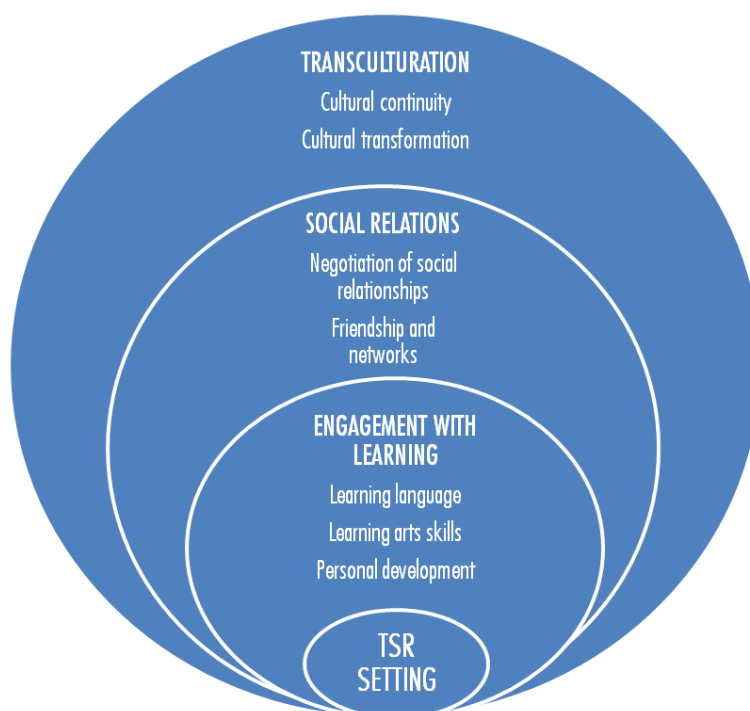 TRANSCULTURATION
Cultural continuity
Cultural transformation
SOCIAL RELATIONS
Negotiation of social
relationships
Friendship and
networks
ENGAGEMENT WITH
LEARNING
Learning language
Learning arts skills
Personal development
TSR
SETTING